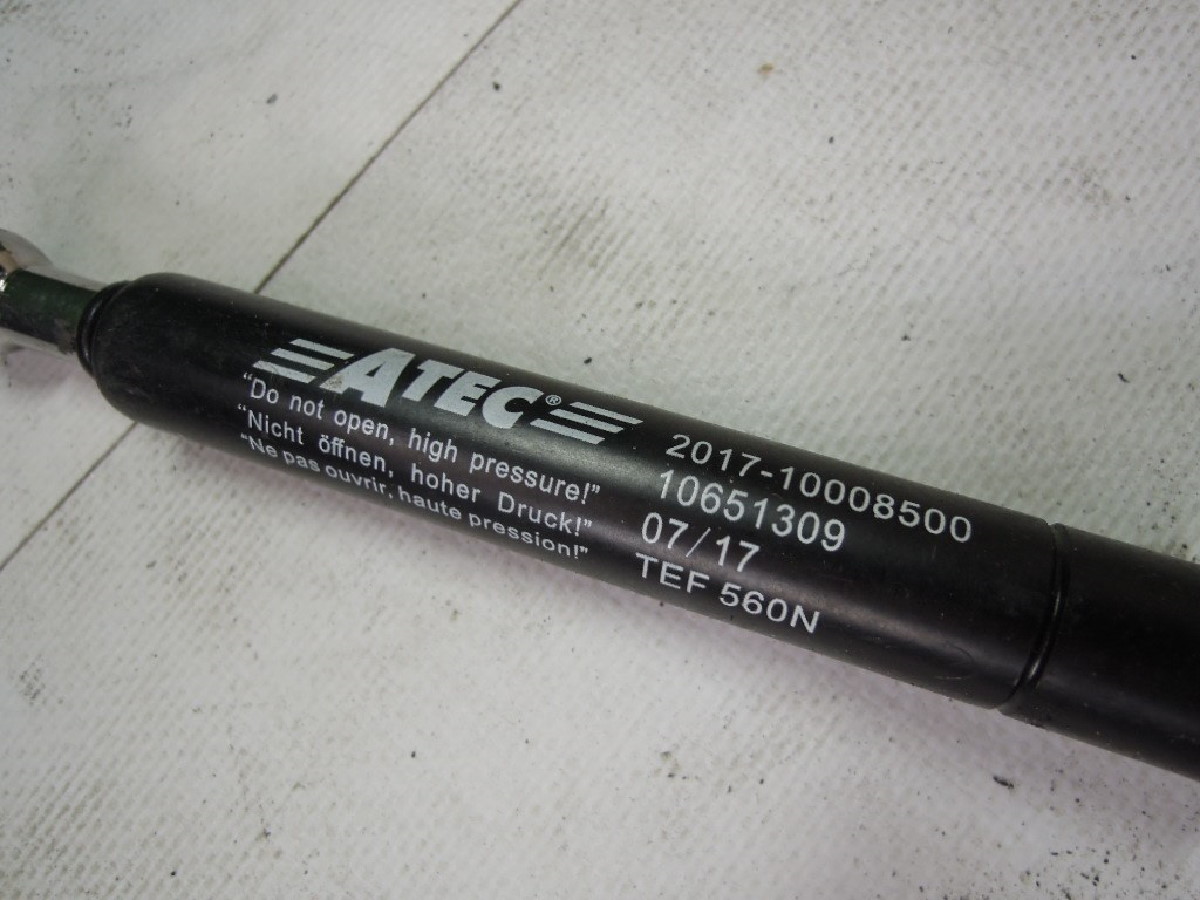 ATEC®
"Do not open, high pressure!"
"Nicht öffnen, hoher Druck!"
"Ne pas ouvrir, haute pression!"
2017-10008500
10651309
07/17
TEF 560N